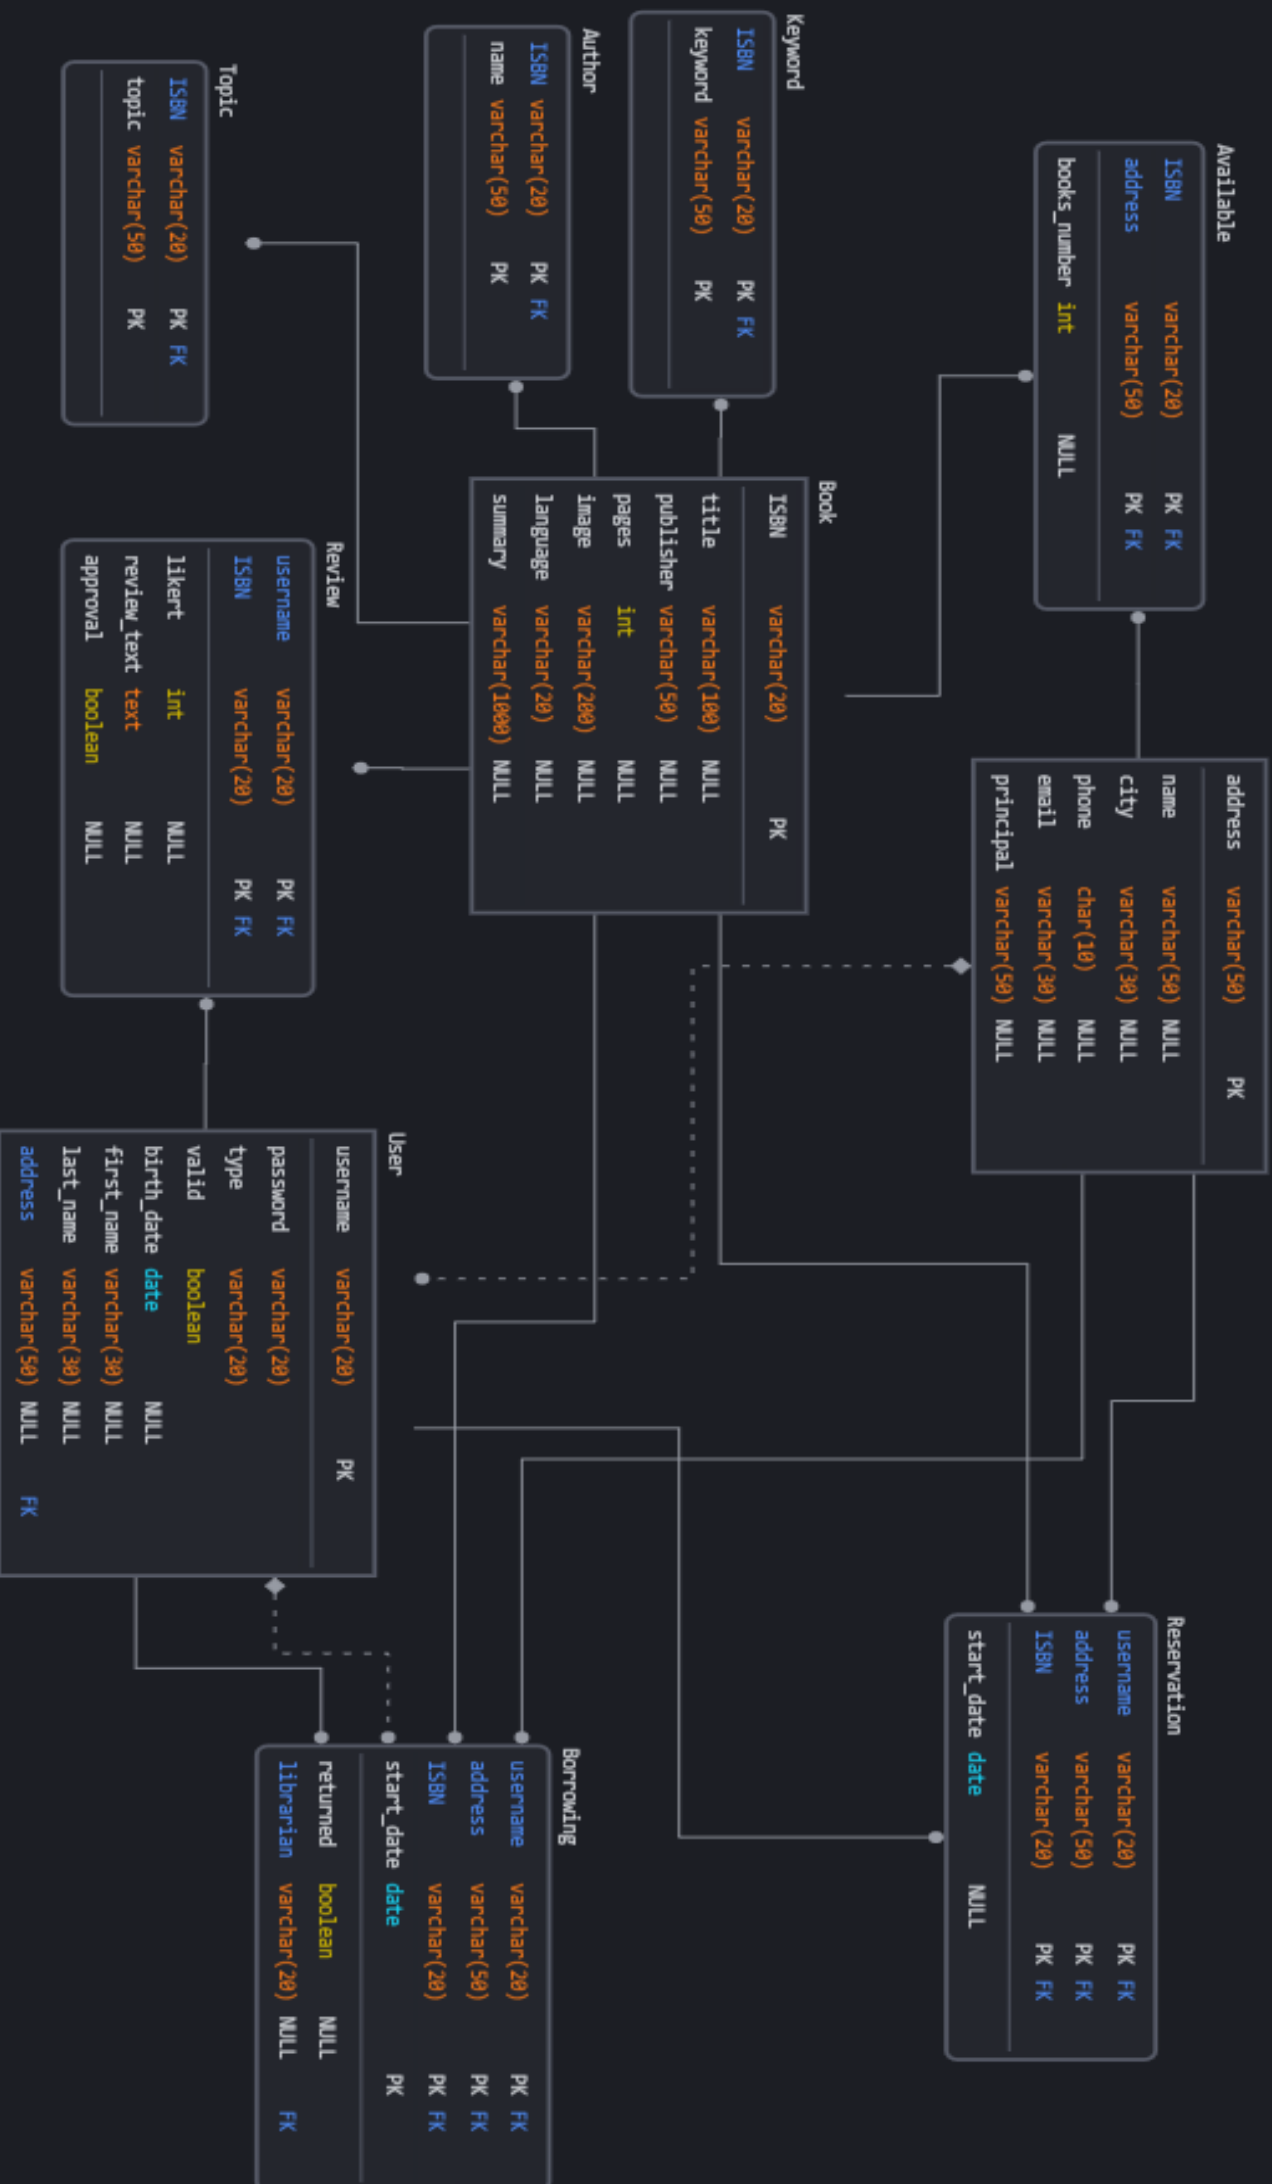 Available
ISBN varchar(20) PK FK
address varchar(50) PK FK
books_number int NULL
address varchar(50) PK
name varchar(50) NULL
city varchar(30) NULL
phone char(10) NULL
email varchar(30) NULL
principal varchar(50) NULL
Reservation
username varchar(20) PK FK
address varchar(50) PK FK
ISBN varchar(20) PK FK
start_date date NULL
Keyword
ISBN varchar(20) PK FK
keyword varchar(50) PK
Book
ISBN varchar(20) PK
title varchar(100) NULL
publisher varchar(50) NULL
pages int NULL
image varchar(200) NULL
language varchar(20) NULL
summary varchar(1000) NULL
Author
ISBN varchar(20) PK FK
name varchar(50) PK
Borrowing
username varchar(20) PK FK
address varchar(50) PK FK
ISBN varchar(20) PK FK
start_date date PK
returned boolean NULL
librarian varchar(20) NULL FK
User
username varchar(20) PK
password varchar(20)
type varchar(20)
valid boolean
birth_date date NULL
first_name varchar(30) NULL
last_name varchar(30) NULL
address varchar(50) NULL FK
Review
username varchar(20) PK FK
ISBN varchar(20) PK FK
likert int NULL
review_text text NULL
approval boolean NULL
Topic
ISBN varchar(20) PK FK
topic varchar(50) PK